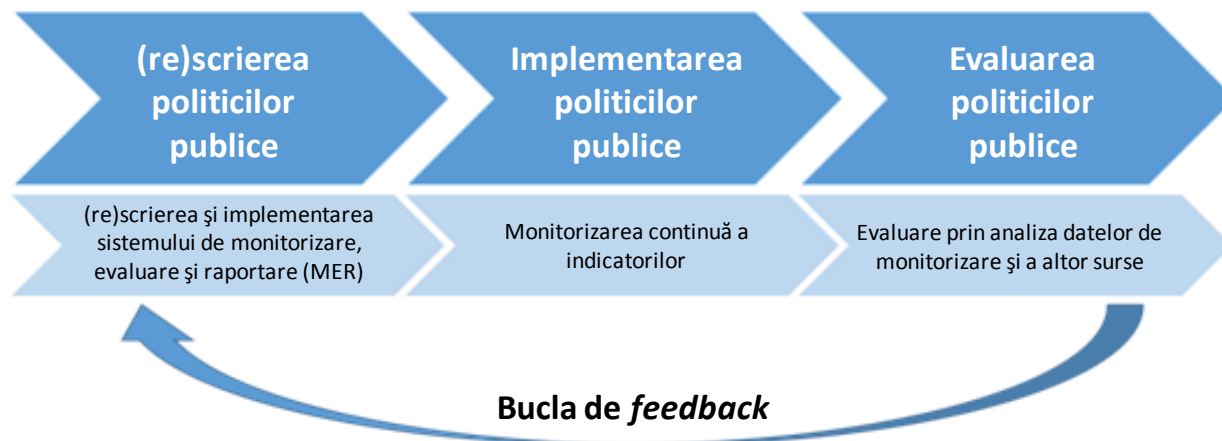 (re)scrierea
politicilor
publice
Implementarea
politicilor
publice
Evaluarea
politicilor
publice
(re)scrierea şi implementarea
sistemului de monitorizare,
evaluare şi raportare (MER)
Monitorizarea continuă a
indicatorilor
Evaluare prin analiza datelor de
monitorizare şi a altor surse
Bucla de feedback